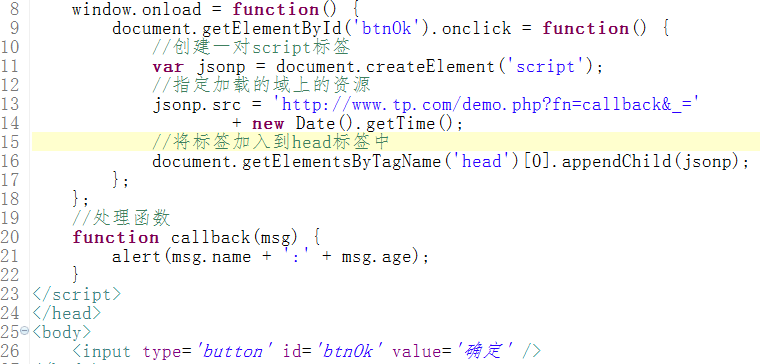 8 window.onload = function() {
9 document.getElementById('btnOk').onclick = function() {
10 //创建一对script标签
11 var jsonp = document.createElement('script');
12 //指定加载的域上的资源
13 jsonp.src = 'http://www.tp.com/demo.php?fn=callback&_='
14 + new Date().getTime();
15 //将标签加入到head标签中
16 document.getElementsByTagName('head')[0].appendChild(jsonp);
17 };
18 };
19 //处理函数
20 function callback(msg) {
21 alert(msg.name + ':' + msg.age);
22 }
23 </script>
24 </head>
25 <body>
26 <input type='button' id='btnOk' value='确定' />